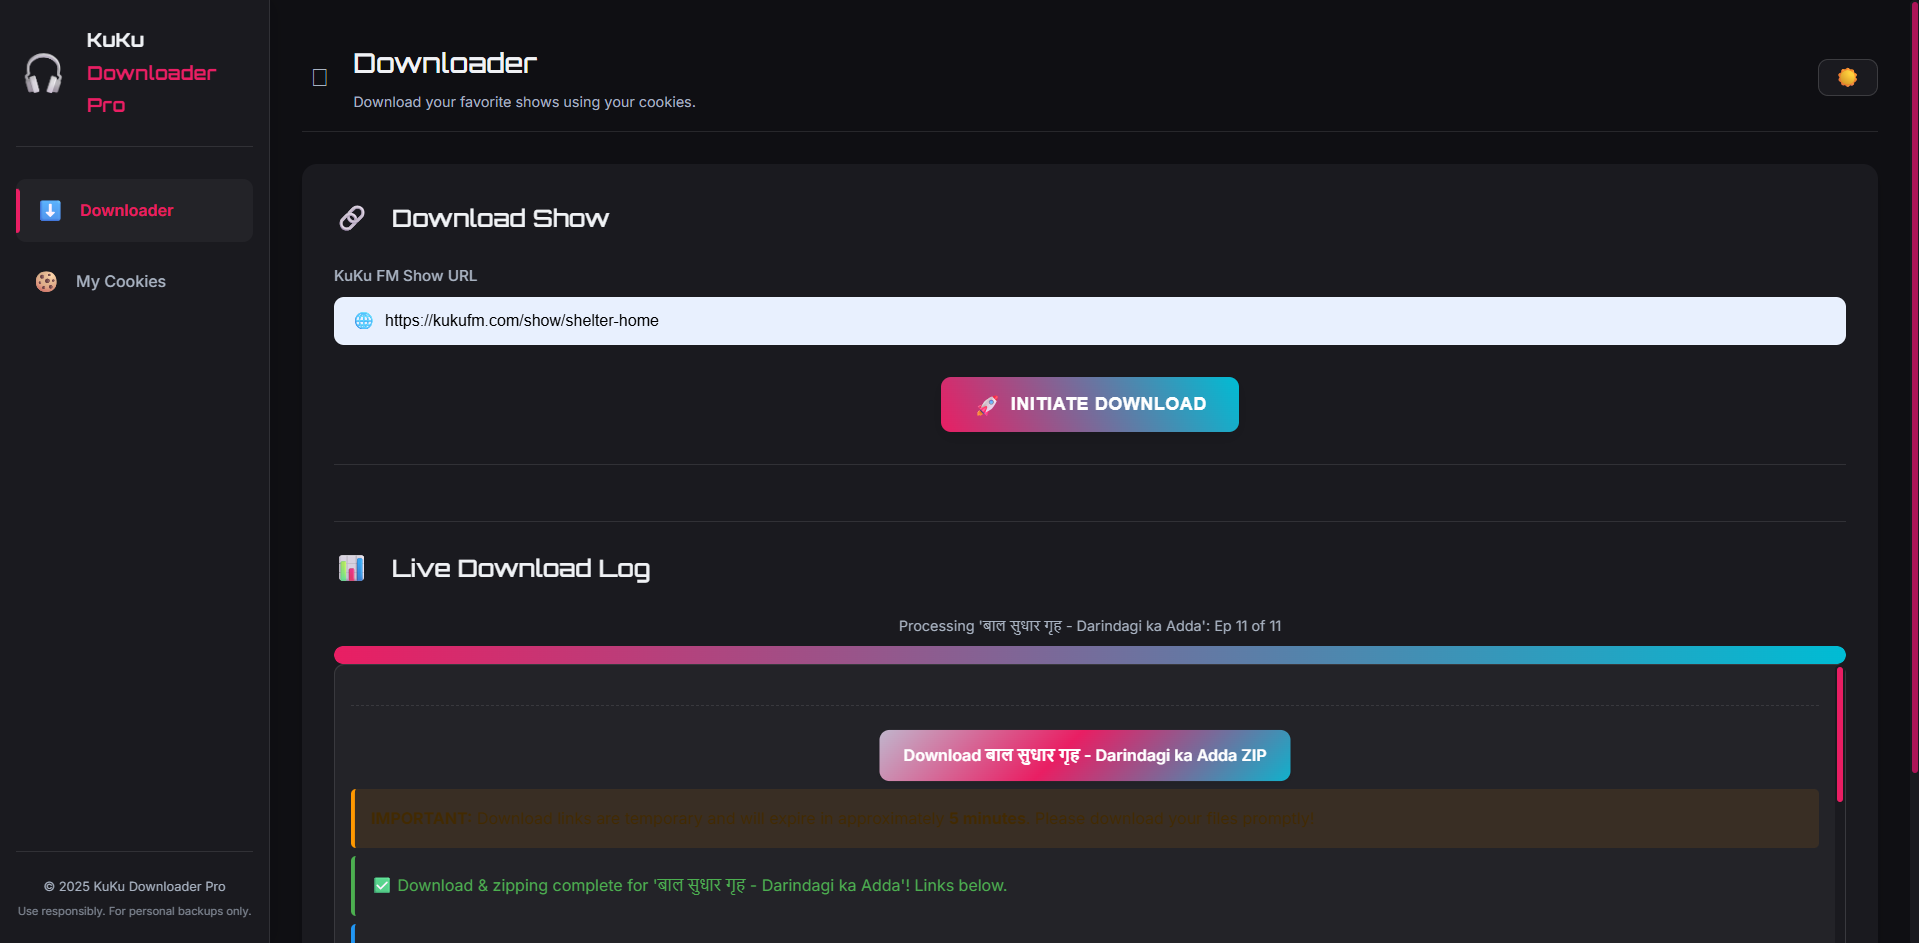 KuKu
Downloader
Pro
Downloader
My Cookies
© 2025 KuKu Downloader Pro
Use responsibly. For personal backups only.
Downloader
Download your favorite shows using your cookies.
Download Show
KuKu FM Show URL
https://kukufm.com/show/shelter-home
INITIATE DOWNLOAD
Live Download Log
Processing 'बाल सुधार गृह - Darindagi ka Adda': Ep 11 of 11
Download बाल सुधार गृह - Darindagi ka Adda ZIP
IMPORTANT: Download links are temporary and will expire in approximately 5 minutes. Please download your files promptly!
Download & zipping complete for 'बाल सुधार गृह - Darindagi ka Adda'! Links below.